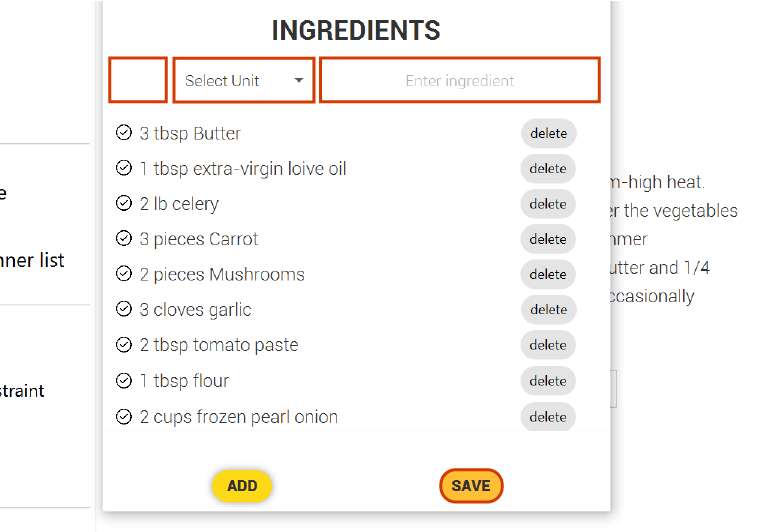 INGREDIENTS
Select Unit Enter ingredient
3 tbsp Butter delete
1 tbsp extra-virgin loive oil delete
2 lb celery delete
3 pieces Carrot delete
2 pieces Mushrooms delete
3 cloves garlic delete
2 tbsp tomato paste delete
1 tbsp flour delete
2 cups frozen pearl onion delete
ADD SAVE
e
nner list
straint
m-high heat.
er the vegetables
nmer
utter and 1/4
ccasionally